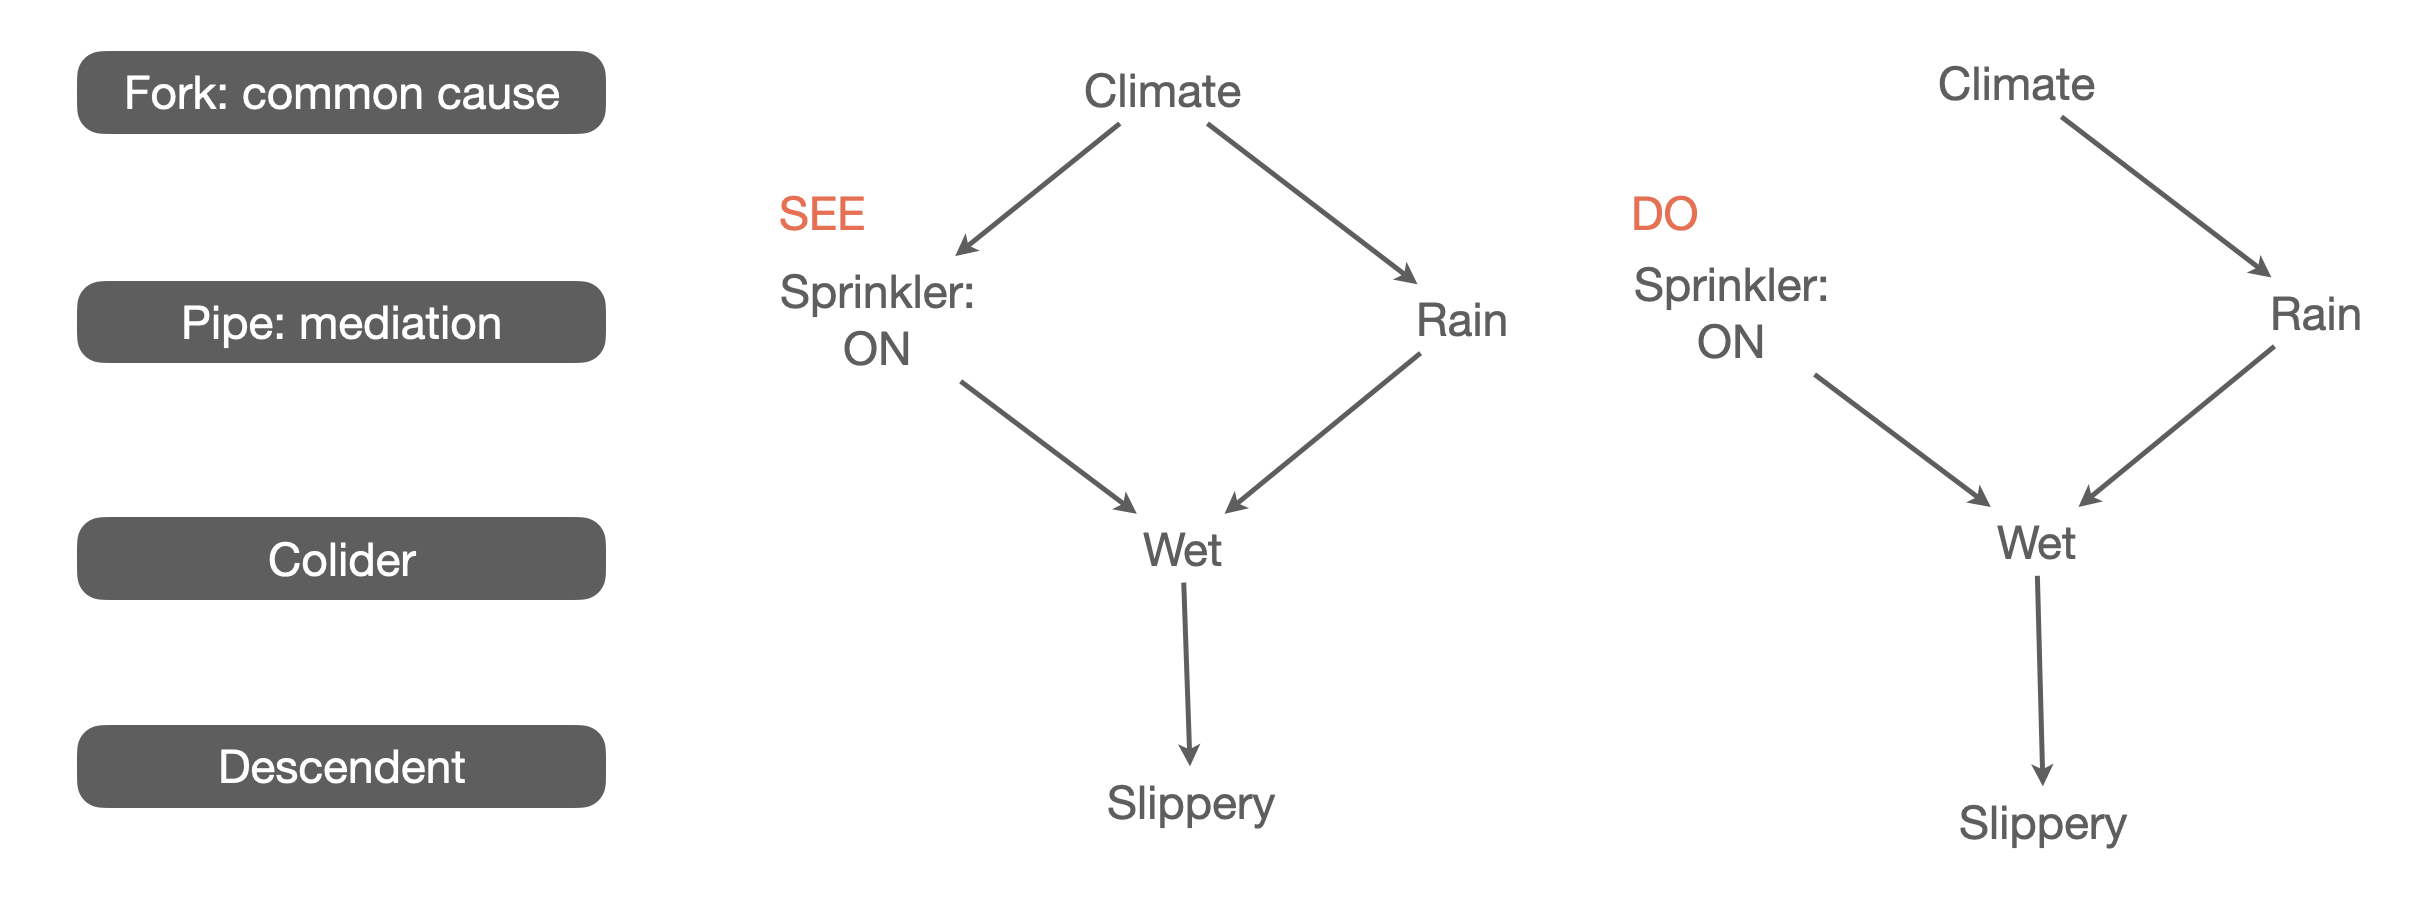 Fork: common cause
Pipe: mediation
Colider
Descendent
Climate
SEE
Sprinkler:
ON
Rain
Wet
Slippery
Climate
DO
Sprinkler:
ON
Rain
Wet
Slippery